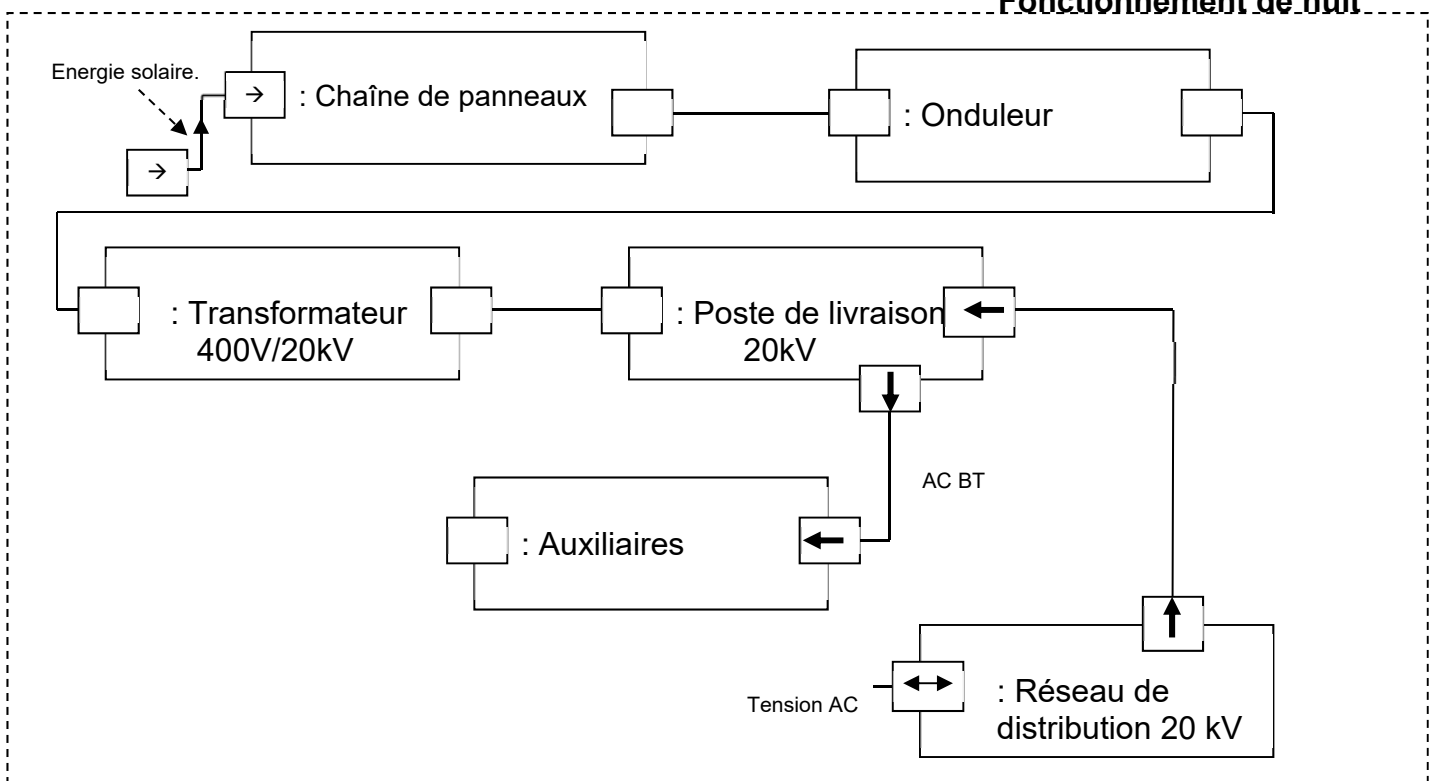 Fonctionnement de nuit
Energie solaire.
: Chaîne de panneaux
: Onduleur
: Transformateur
400V/20kV
: Poste de livraison
20kV
AC BT
: Auxiliaires
Tension AC
: Réseau de
distribution 20 kV